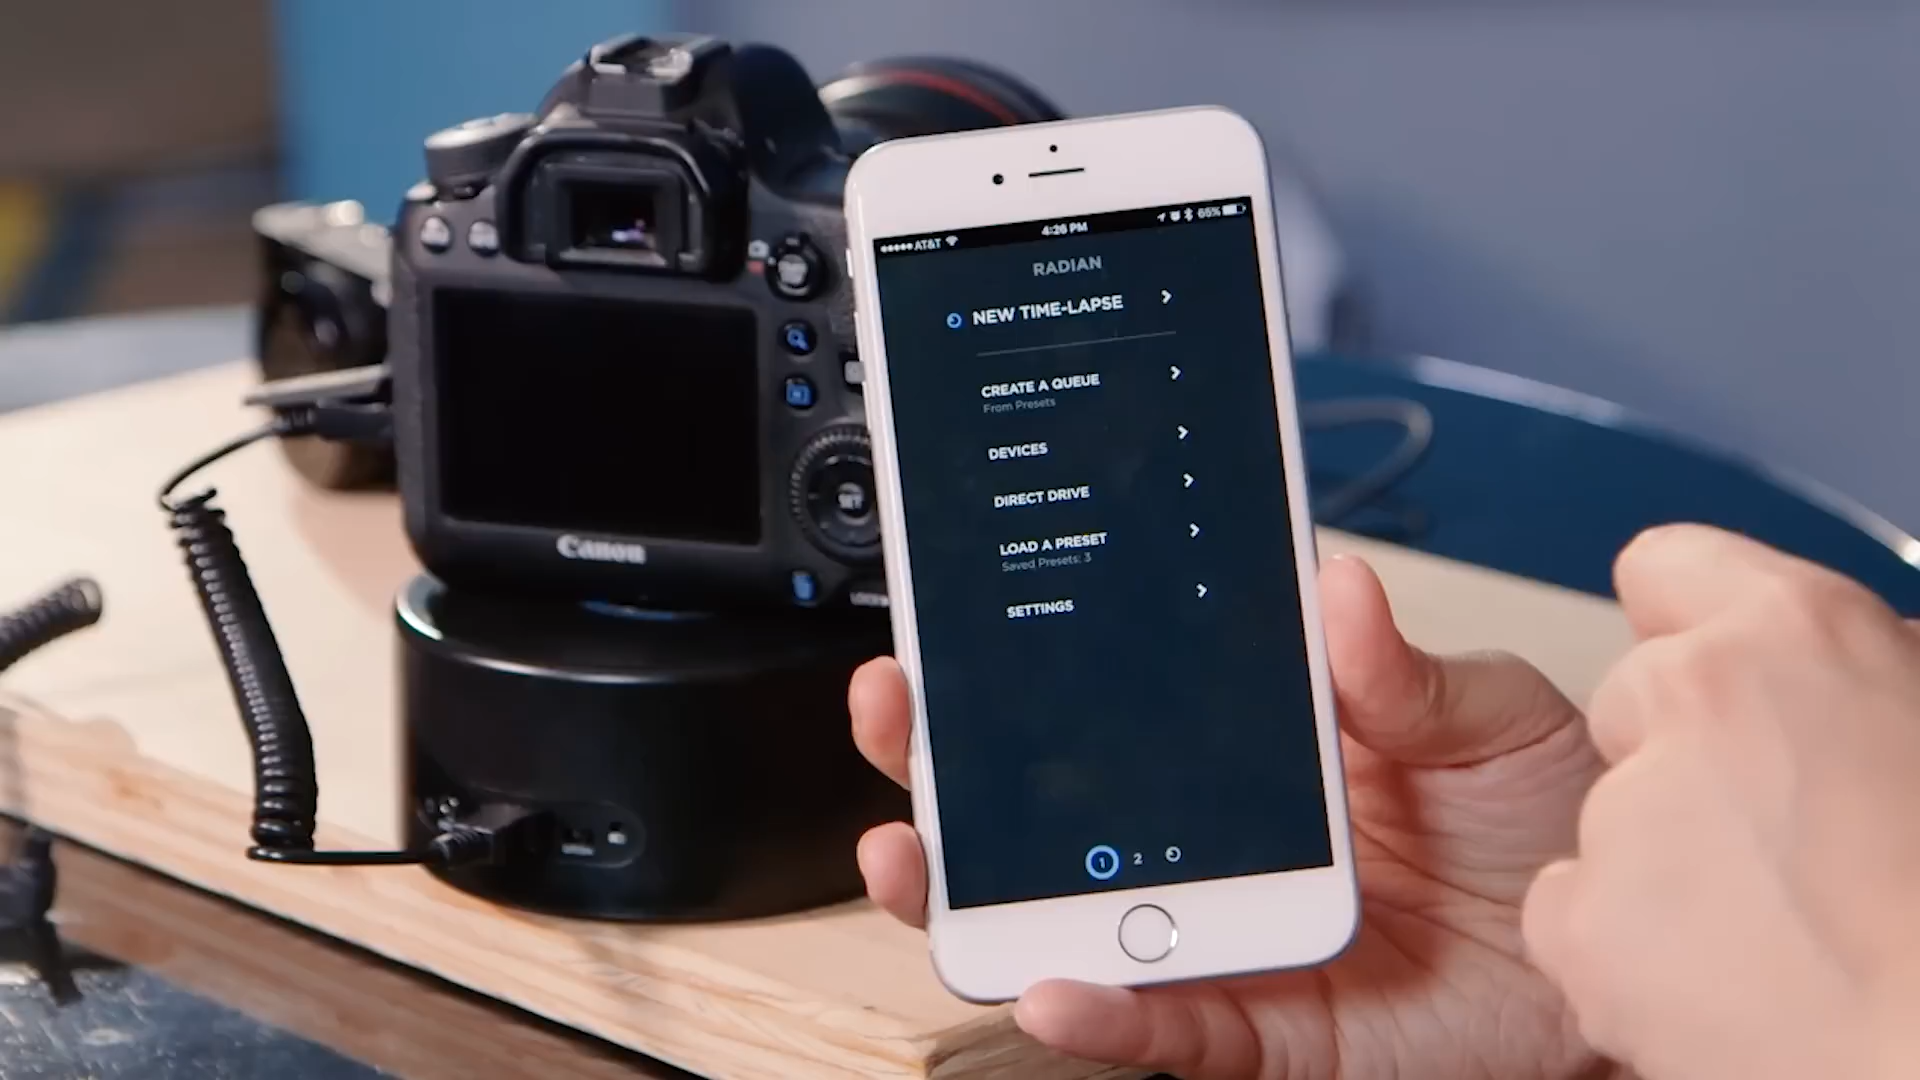 ●●●●● AT&T 4:26 PM 65%
RADIAN
NEW TIME-LAPSE
CREATE A QUEUE
From Presets
DEVICES
DIRECT DRIVE
LOAD A PRESET
Saved Presets: 3
SETTINGS
1 2
SET
Canon